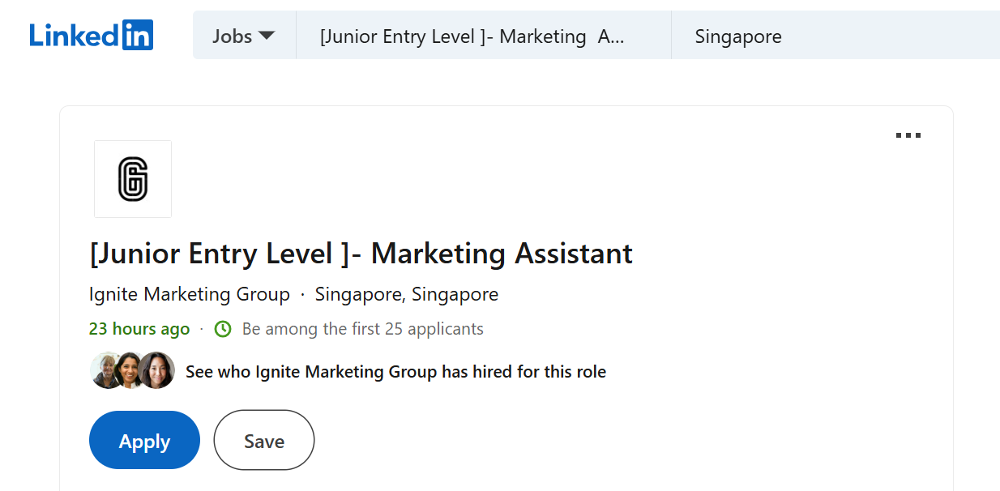 Linkedin
Jobs [Junior Entry Level ]- Marketing A... Singapore
G
[Junior Entry Level ]- Marketing Assistant
Ignite Marketing Group · Singapore, Singapore
23 hours ago · Be among the first 25 applicants
See who Ignite Marketing Group has hired for this role
Apply Save